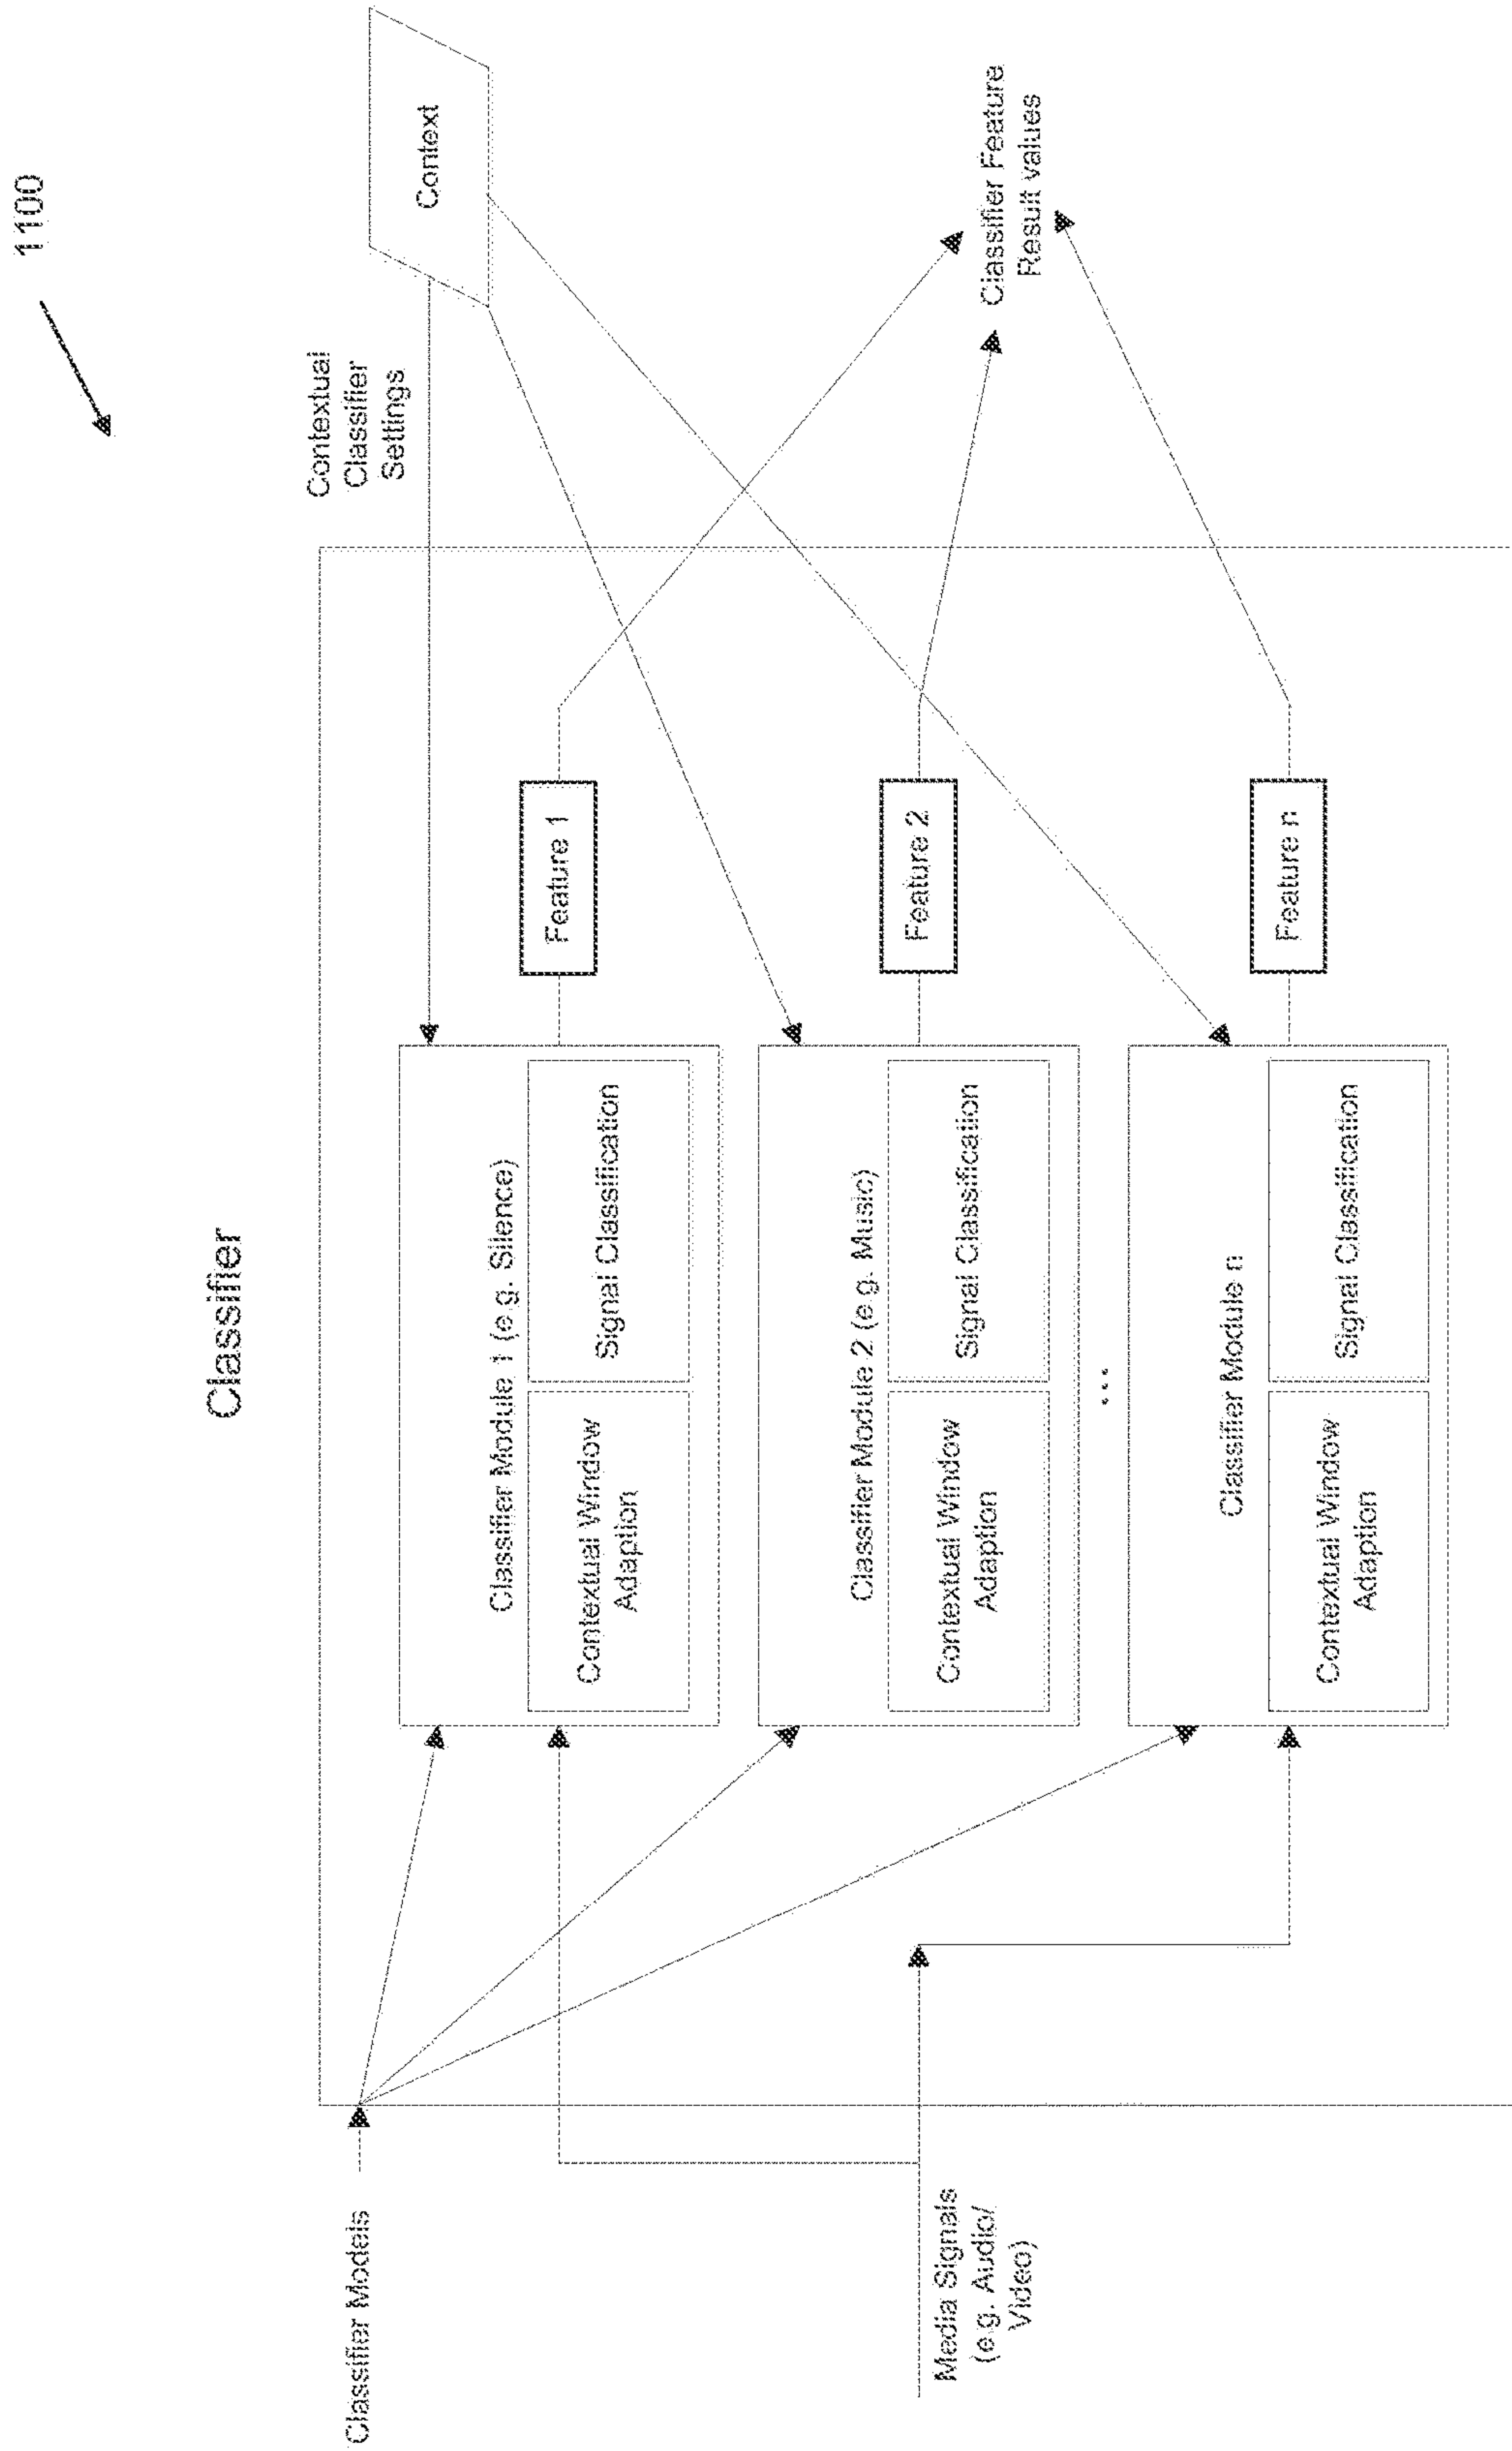 1100
Classifier
Contextual
Classifier
Settings
Context
Classifier Models
Classifier Module 1 (e.g. Silence)
Contextual Window
Adaption
Signal Classification
Feature 1
Classifier Module 2 (e.g. Music)
Contextual Window
Adaption
Signal Classification
Feature 2
Media Signals
(e.g. Audio/
Video)
Classifier Feature
Result values
...
Classifier Module n
Contextual Window
Adaption
Signal Classification
Feature n